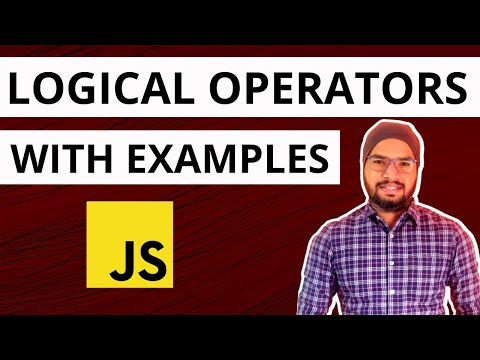 LOGICAL OPERATORS
WITH EXAMPLES
JS